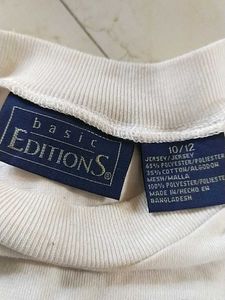 basic
EDITIONS®
10/12
JERSEY/JERSEY
65% POLYESTER/POLIESTER
35% COTTON/ALGODON
MESH/MALLA
100% POLYESTER/POLIESTER
MADE IN/HECHO EN
BANGLADESH